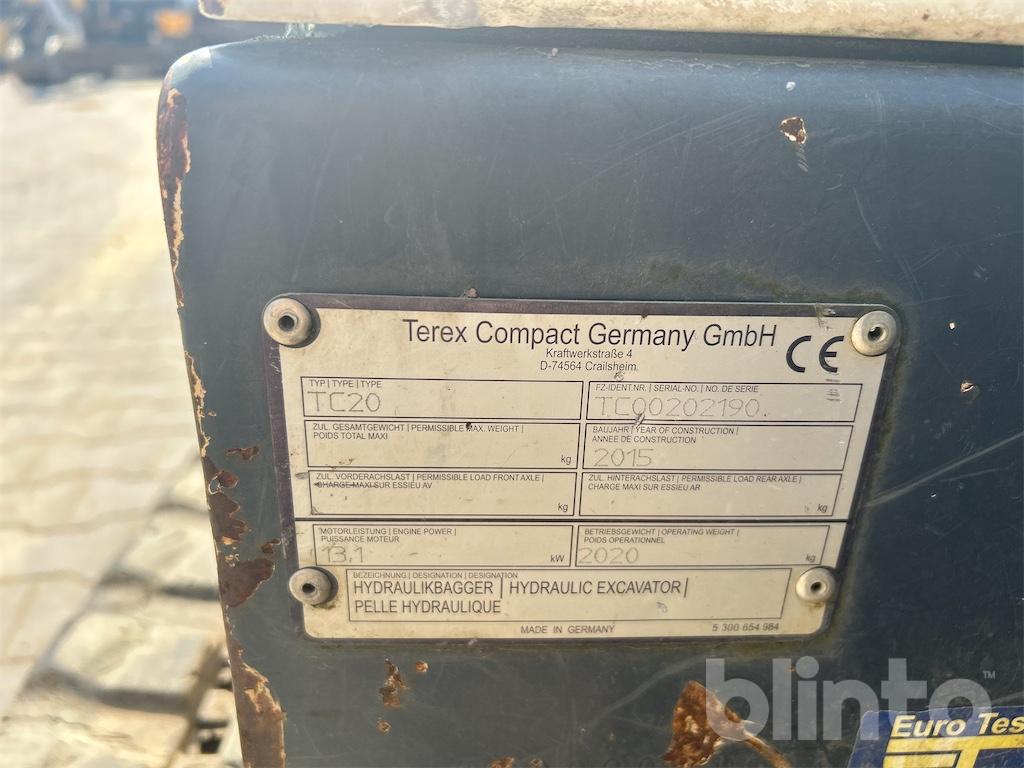 Terex Compact Germany GmbH
Kraftwerkstraße 4
D-74564 Crailsheim
CE
TYP | TYPE | TYPE
TC20
FZ-IDENT.NR. | SERIAL-NO. | NO. DE SERIE
TC00202190.
ZUL. GESAMTGEWICHT | PERMISSIBLE MAX. WEIGHT |
POIDS TOTAL MAXI
kg
BAUJAHR | YEAR OF CONSTRUCTION |
ANNEE DE CONSTRUCTION
2015
ZUL. VORDERACHSLAST | PERMISSIBLE LOAD FRONT AXLE |
CHARGE MAXI SUR ESSIEU AV
kg
ZUL. HINTERACHSLAST | PERMISSIBLE LOAD REAR AXLE |
CHARGE MAXI SUR ESSIEU AR
kg
MOTORLEISTUNG | ENGINE POWER |
PUISSANCE MOTEUR
13,1
kW
BETRIEBSGEWICHT | OPERATING WEIGHT |
POIDS OPERATIONNEL
2020
kg
BEZEICHNUNG | DESIGNATION | DESIGNATION
HYDRAULIKBAGGER | HYDRAULIC EXCAVATOR |
PELLE HYDRAULIQUE
MADE IN GERMANY
5 300 654 984
blinto™
Euro Tes